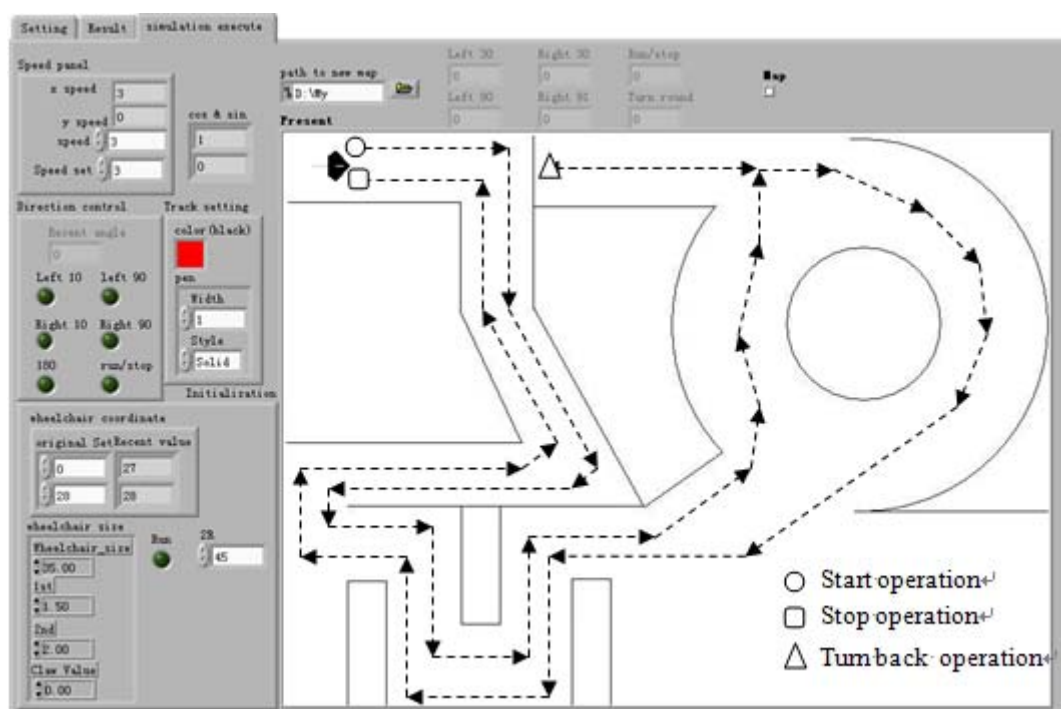 Setting Result simulation execute
Speed panel
x speed 3
y speed 0
speed 3
Speed set 3
cos & sin
1
0
path to new map
D:\My
Left 30 Right 30 Run/stop
0 0 0
Left 90 Right 91 Turn round
0 0 0
Map
Present
Direction control
Recent angle
0
Left 10 Left 90
Right 10 Right 90
180 run/stop
Track setting
color(black)
pen
Width
1
Style
Solid
Initialization
wheelchair coordinate
original Set Recent value
0 27
28 28
wheelchair size
Wheelchair_size
35.00
1st
3.50
2nd
2.00
Claw Value
0.00
Run
2R
45
Start operation↵
Stop operation↵
Turn back operation↵